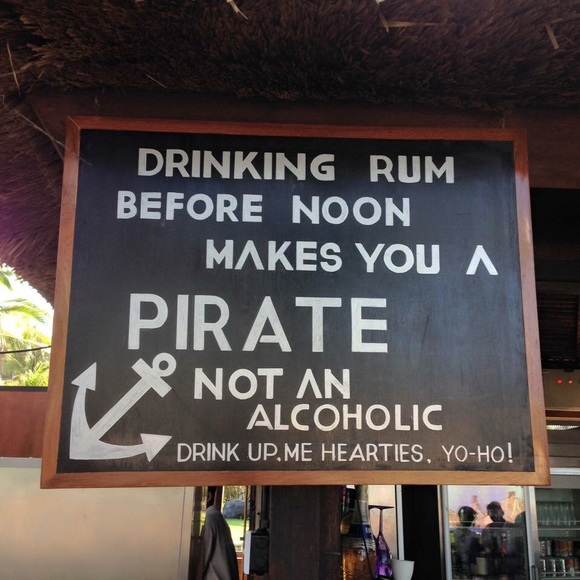 DRINKING RUM
BEFORE NOON
MAKES YOU A
PIRATE
NOT AN
ALCOHOLIC
DRINK UP, ME HEARTIES, YO-HO!